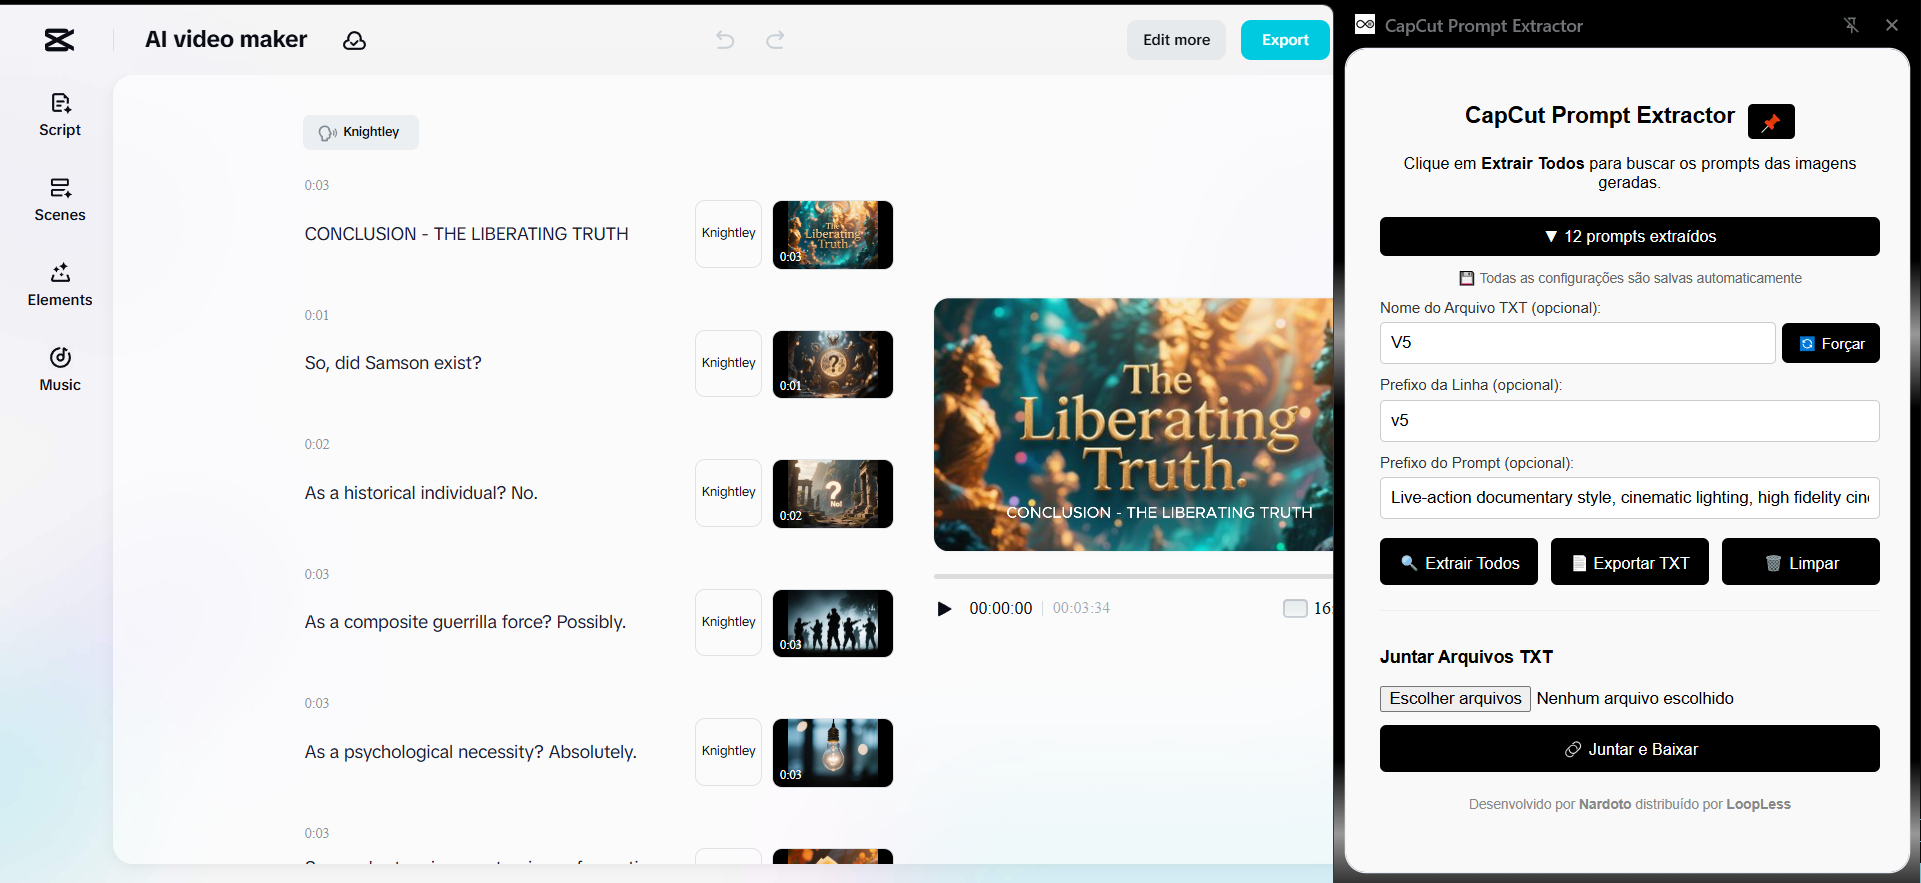 AI video maker
Edit more
Export
Script
Scenes
Elements
Music
Knightley
0:03
CONCLUSION - THE LIBERATING TRUTH
Knightley
The
Liberating
Truth.
0:03
0:01
So, did Samson exist?
Knightley
?
0:01
0:02
As a historical individual? No.
Knightley
?
No!
0:02
0:03
As a composite guerrilla force? Possibly.
Knightley
0:03
0:03
As a psychological necessity? Absolutely.
Knightley
0:03
0:03
The
Liberating
Truth.
CONCLUSION - THE LIBERATING TRUTH
00:00:00
00:03:34
CapCut Prompt Extractor
CapCut Prompt Extractor
Clique em Extrair Todos para buscar os prompts das imagens
geradas.
▼ 12 prompts extraídos
Todas as configurações são salvas automaticamente
Nome do Arquivo TXT (opcional):
V5
Forçar
Prefixo da Linha (opcional):
v5
Prefixo do Prompt (opcional):
Live-action documentary style, cinematic lighting, high fidelity cin
Extrair Todos
Exportar TXT
Limpar
Juntar Arquivos TXT
Escolher arquivos Nenhum arquivo escolhido
Juntar e Baixar
Desenvolvido por Nardoto distribuído por LoopLess